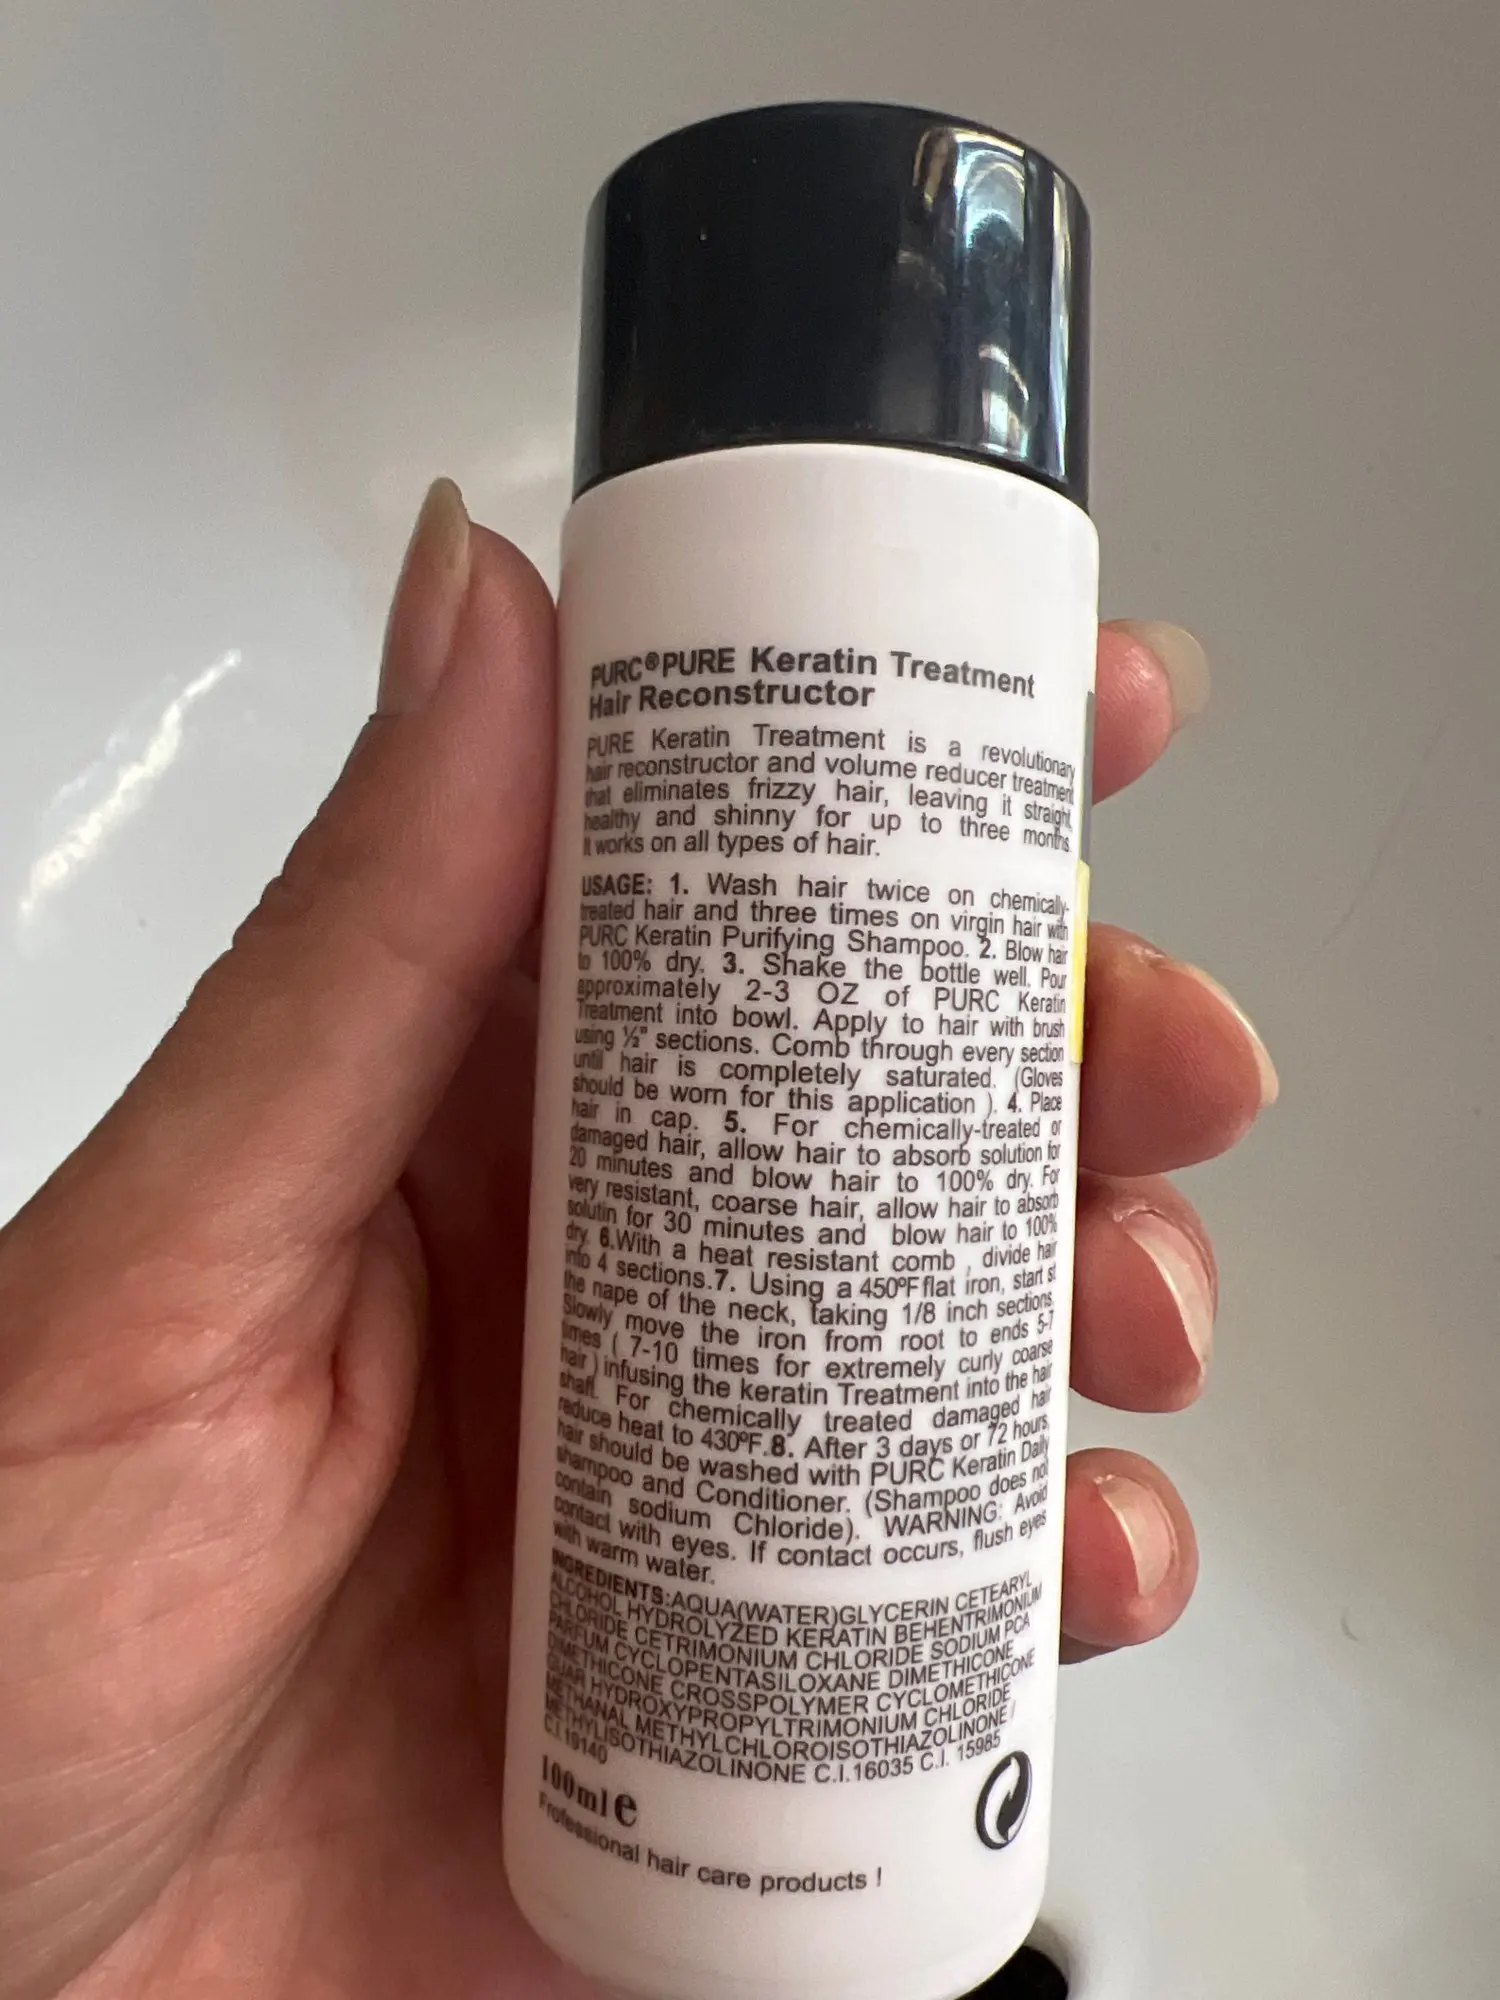 PURC®PURE Keratin Treatment
Hair Reconstructor
PURE Keratin Treatment is a revolutionary
hair reconstructor and volume reducer treatment
that eliminates frizzy hair, leaving it straight,
healthy and shinny for up to three months.
It works on all types of hair.
USAGE: 1. Wash hair twice on chemically-
treated hair and three times on virgin hair with
PURC Keratin Purifying Shampoo. 2. Blow hair
to 100% dry. 3. Shake the bottle well. Pour
approximately 2-3 OZ of PURC Keratin
Treatment into bowl. Apply to hair with brush
using ½" sections. Comb through every section
until hair is completely saturated. (Gloves
should be worn for this application ). 4. Place
hair in cap. 5. For chemically-treated or
damaged hair, allow hair to absorb solution for
20 minutes and blow hair to 100% dry. For
very resistant, coarse hair, allow hair to absorb
solutin for 30 minutes and blow hair to 100%
dry. 6.With a heat resistant comb , divide hair
into 4 sections.7. Using a 450ºF flat iron, start st
the nape of the neck, taking 1/8 inch sections.
Slowly move the iron from root to ends 5-7
times ( 7-10 times for extremely curly coarse
hair ) infusing the keratin Treatment into the hair
shaft. For chemically treated damaged hair
reduce heat to 430ºF.8. After 3 days or 72 hours,
hair should be washed with PURC Keratin Daily
shampoo and Conditioner. (Shampoo does not
contain sodium Chloride). WARNING: Avoid
contact with eyes. If contact occurs, flush eyes
with warm water.
INGREDIENTS:AQUA(WATER)GLYCERIN CETEARYL
ALCOHOL HYDROLYZED KERATIN BEHENTRIMONIUM
CHLORIDE CETRIMONIUM CHLORIDE SODIUM PCA
PARFUM CYCLOPENTASILOXANE DIMETHICONE
DIMETHICONE CROSSPOLYMER CYCLOMETHICONE
GUAR HYDROXYPROPYLTRIMONIUM CHLORIDE
METHANAL METHYLCHLOROISOTHIAZOLINONE /
METHYLISOTHIAZOLINONE C.I.16035 C.I. 15985
C.I.19140
100ml e
Professional hair care products !